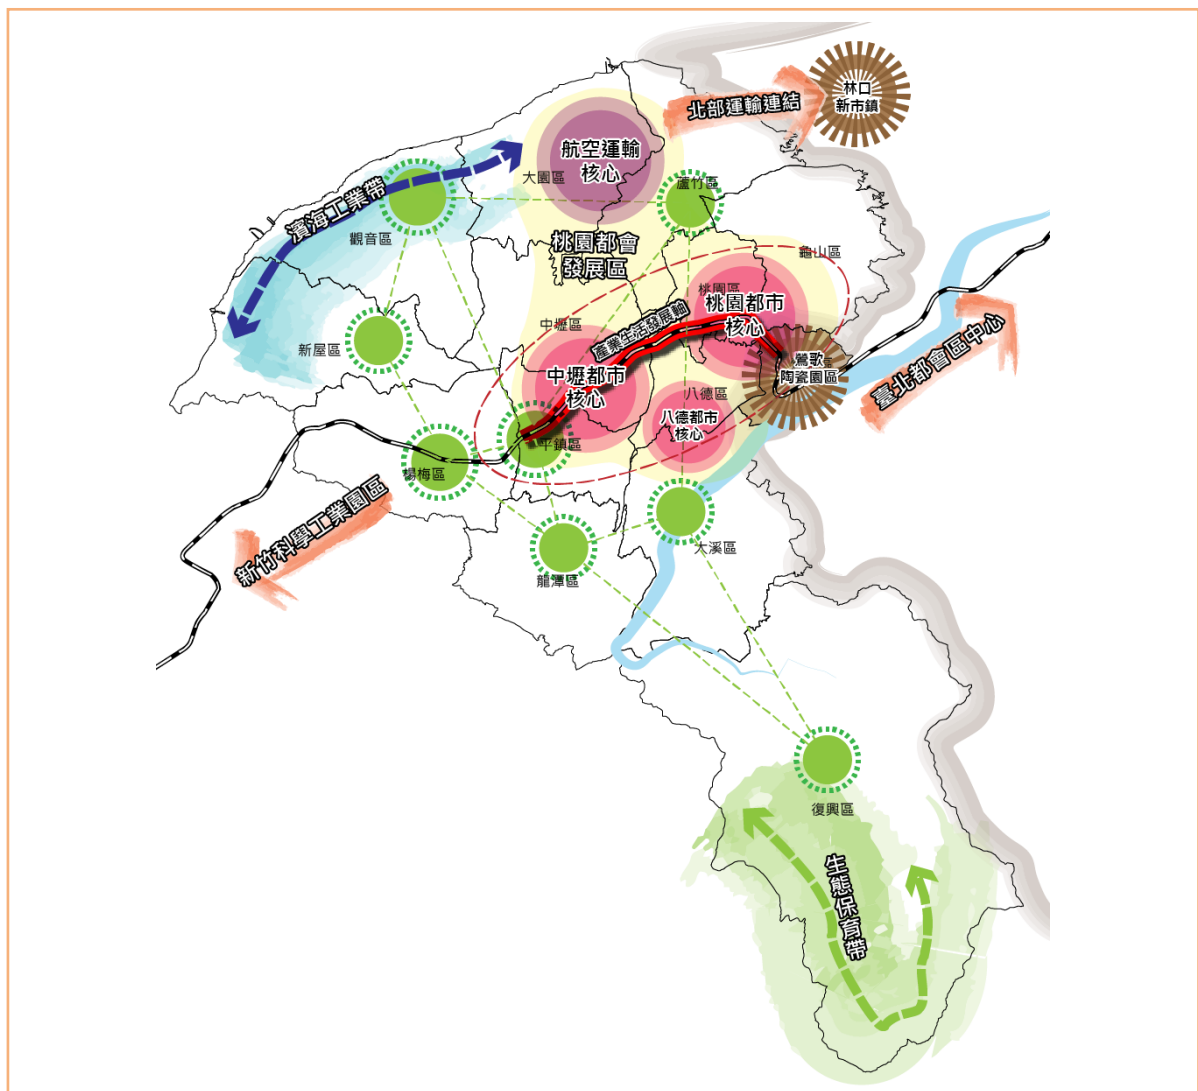 林口
新市鎮
北部運輸連結
航空運輸
核心
大園區
蘆竹區
濱海工業帶
觀音區
桃園都會
發展區
龜山區
桃園區
桃園都市
核心
中壢區
產業生活發展軸
新屋區
鶯歌
陶瓷園區
中壢都市
核心
八德區
八德都市
核心
臺北都會區中心
平鎮區
楊梅區
新竹科學工業園區
大溪區
龍潭區
復興區
生態保育帶